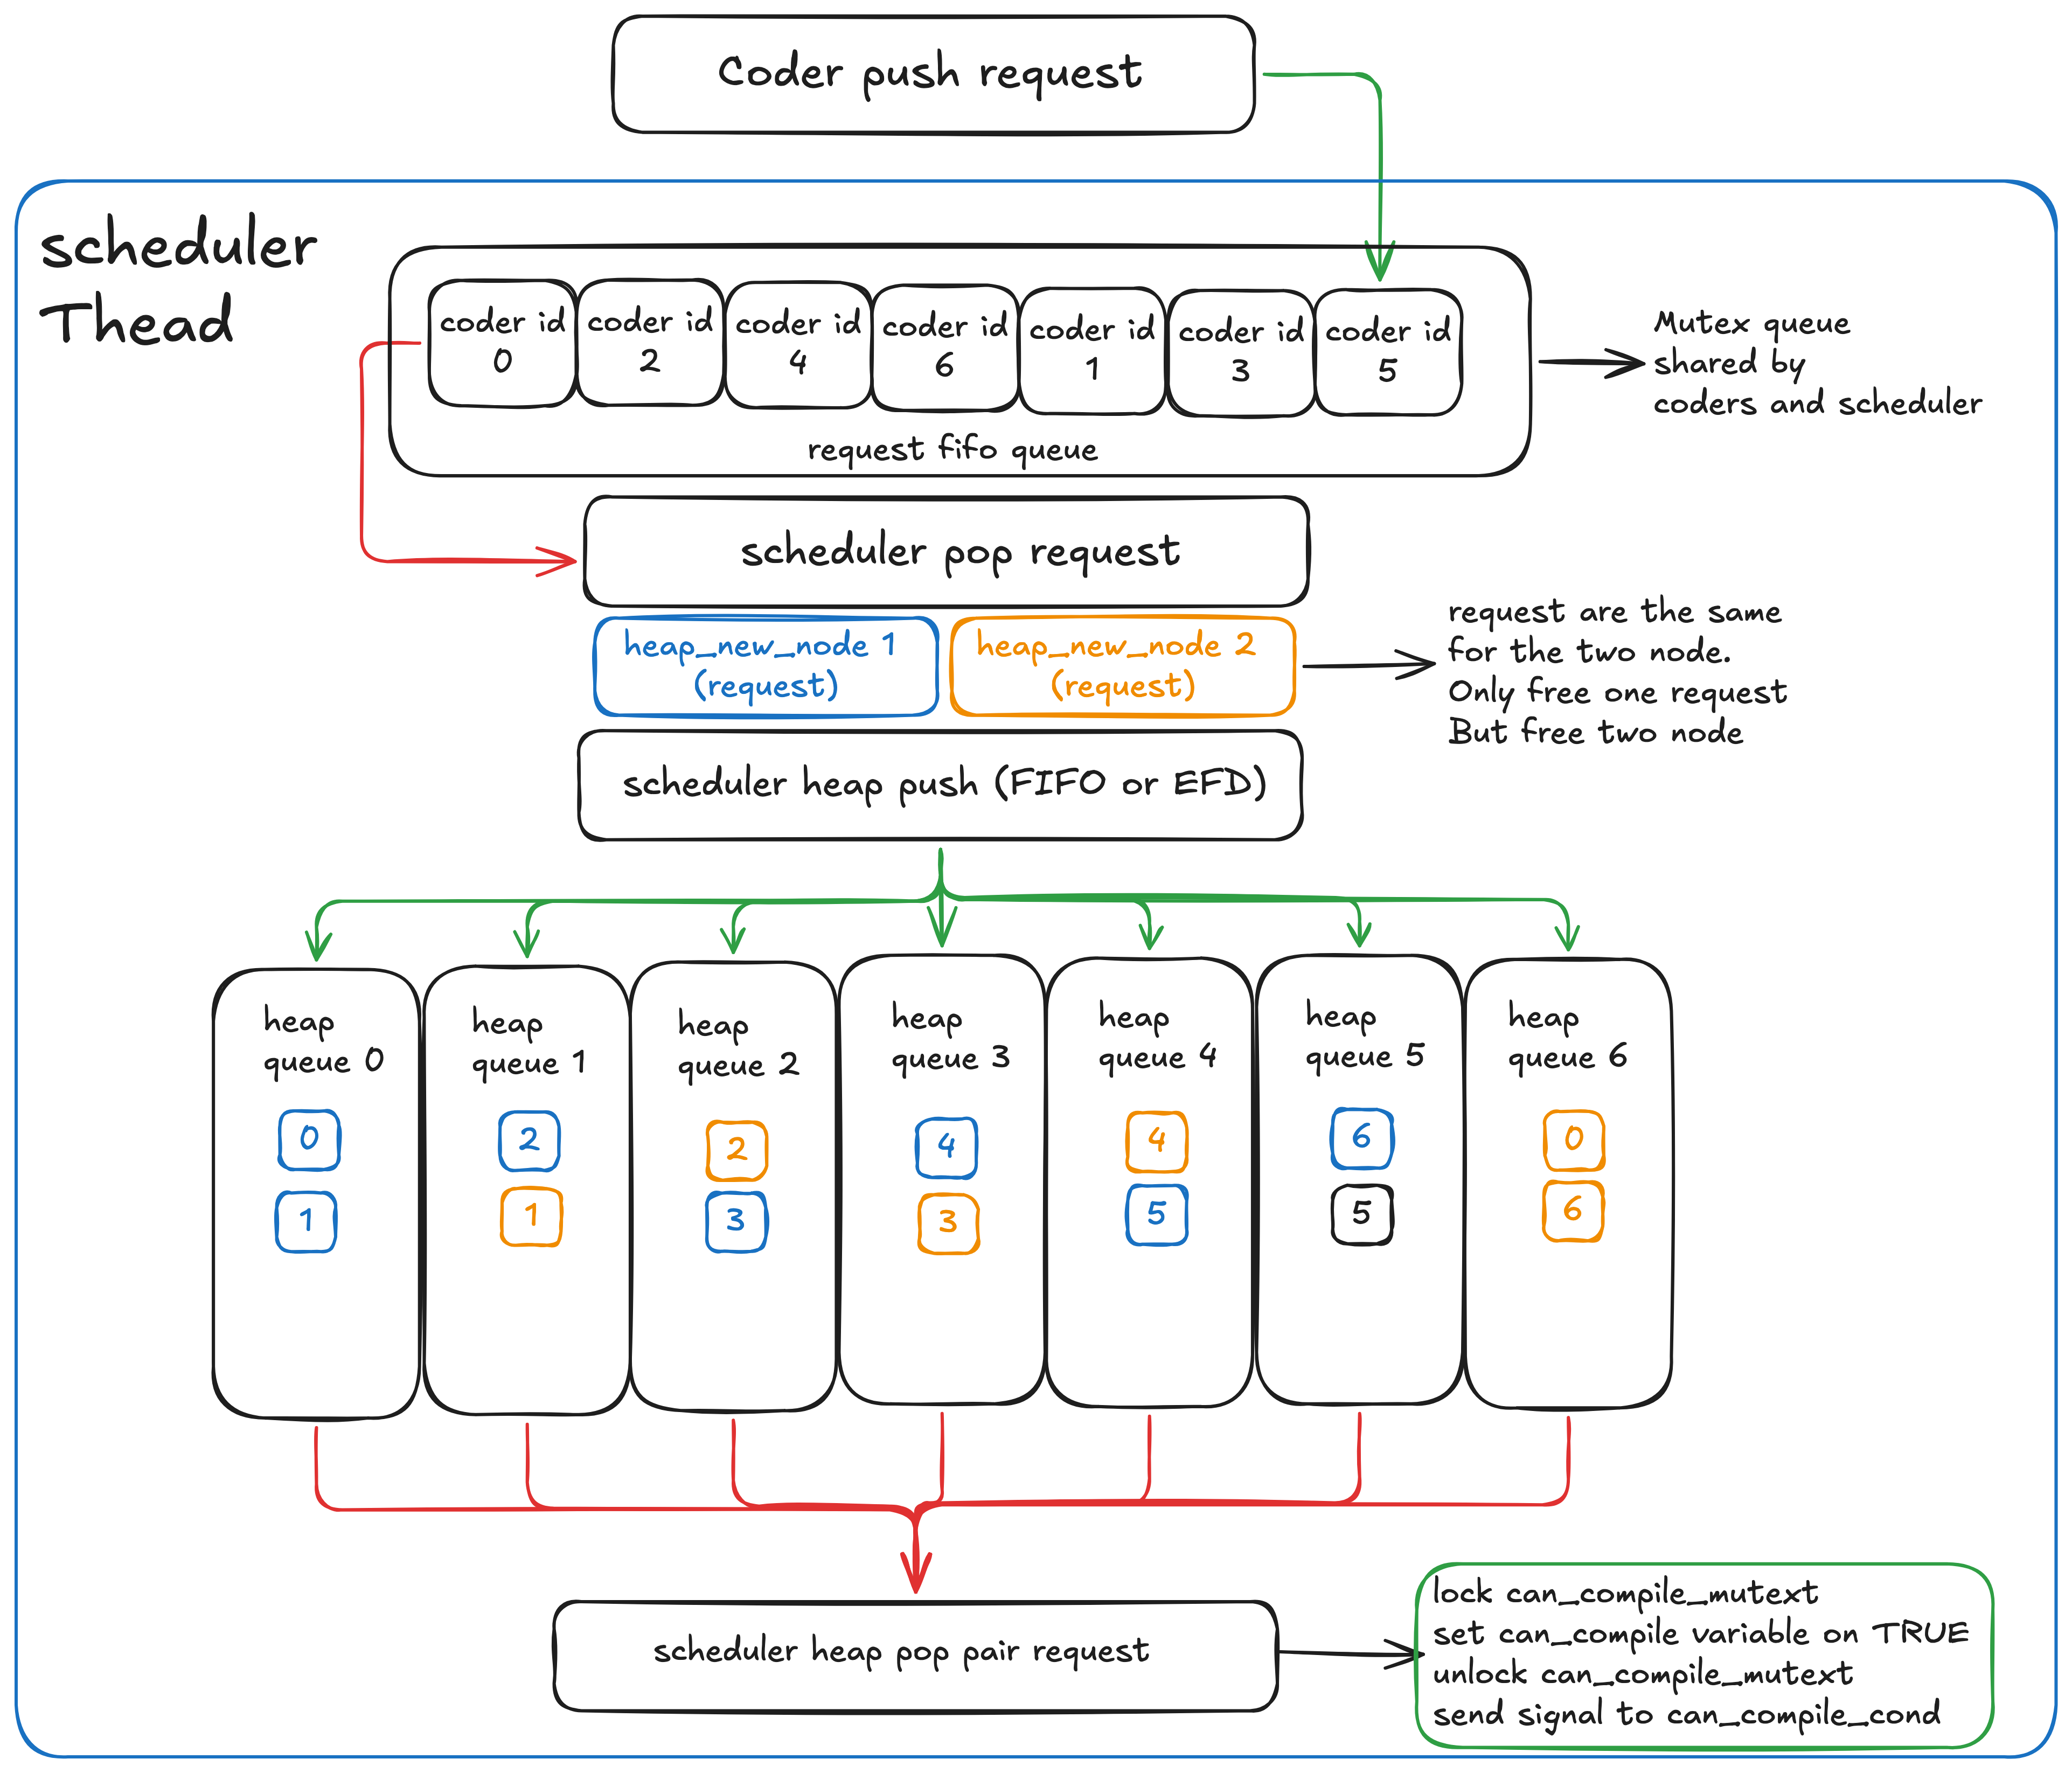 Coder push request
scheduler
Thead
coder id
0
coder id
2
coder id
4
coder id
6
coder id
1
coder id
3
coder id
5
request fifo queue
Mutex queue
shared by
coders and scheduler
scheduler pop request
heap_new_node 1
(request)
heap_new_node 2
(request)
request are the same
for the two node.
Only free one request
But free two node
scheduler heap push (FIFO or EFD)
heap
queue 0
0
1
heap
queue 1
2
1
heap
queue 2
2
3
heap
queue 3
4
3
heap
queue 4
4
5
heap
queue 5
6
5
heap
queue 6
0
6
scheduler heap pop pair request
lock can_compile_mutext
set can_compile variable on TRUE
unlock can_compile_mutext
send signal to can_compile_cond